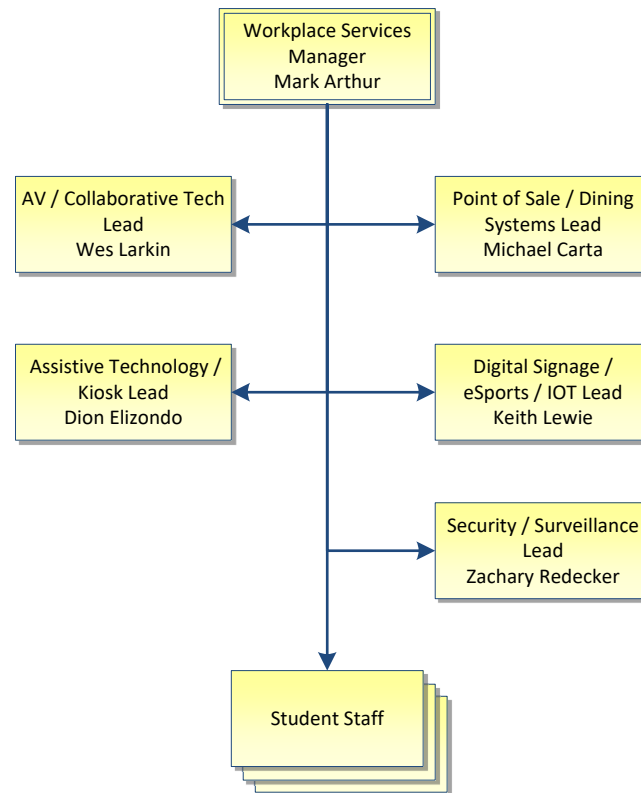 Workplace Services
Manager
Mark Arthur
AV / Collaborative Tech
Lead
Wes Larkin
Point of Sale / Dining
Systems Lead
Michael Carta
Assistive Technology /
Kiosk Lead
Dion Elizondo
Digital Signage /
eSports / IOT Lead
Keith Lewie
Security / Surveillance
Lead
Zachary Redecker
Student Staff